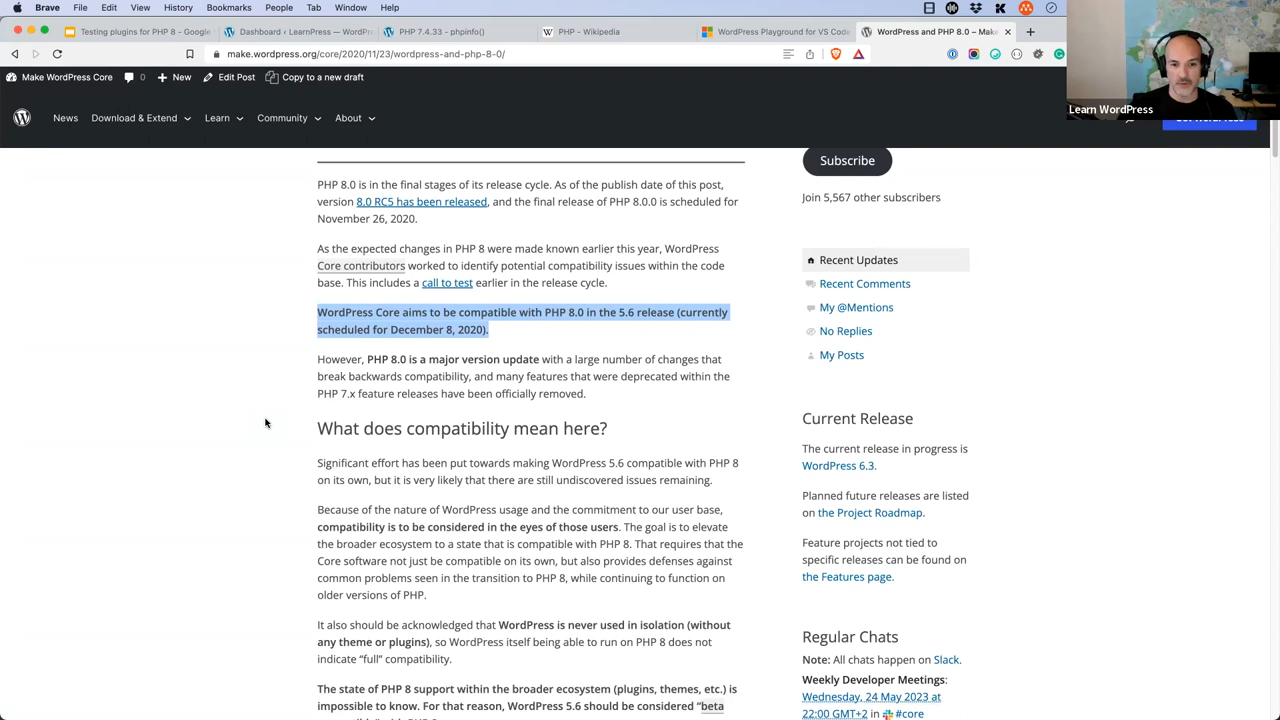 Brave
File
Edit
View
History
Bookmarks
People
Tab
Window
Help
Testing plugins for PHP 8 - Google
Dashboard ‹ LearnPress — Wor
PHP 7.4.33 - phpinfo()
PHP - Wikipedia
WordPress Playground for VS Code
WordPress and PHP 8.0 – Make
make.wordpress.org/core/2020/11/23/wordpress-and-php-8-0/
Make WordPress Core
0
New
Edit Post
Copy to a new draft
Learn WordPress
News
Download & Extend
Learn
Community
About
Subscribe
PHP 8.0 is in the final stages of its release cycle. As of the publish date of this post,
version 8.0 RC5 has been released, and the final release of PHP 8.0.0 is scheduled for
November 26, 2020.
As the expected changes in PHP 8 were made known earlier this year, WordPress
Core contributors worked to identify potential compatibility issues within the code
base. This includes a call to test earlier in the release cycle.
WordPress Core aims to be compatible with PHP 8.0 in the 5.6 release (currently
scheduled for December 8, 2020).
However, PHP 8.0 is a major version update with a large number of changes that
break backwards compatibility, and many features that were deprecated within the
PHP 7.x feature releases have been officially removed.
What does compatibility mean here?
Significant effort has been put towards making WordPress 5.6 compatible with PHP 8
on its own, but it is very likely that there are still undiscovered issues remaining.
Because of the nature of WordPress usage and the commitment to our user base,
compatibility is to be considered in the eyes of those users. The goal is to elevate
the broader ecosystem to a state that is compatible with PHP 8. That requires that the
Core software not just be compatible on its own, but also provides defenses against
common problems seen in the transition to PHP 8, while continuing to function on
older versions of PHP.
It also should be acknowledged that WordPress is never used in isolation (without
any theme or plugins), so WordPress itself being able to run on PHP 8 does not
indicate “full” compatibility.
The state of PHP 8 support within the broader ecosystem (plugins, themes, etc.) is
impossible to know. For that reason, WordPress 5.6 should be considered “beta
Join 5,567 other subscribers
Recent Updates
Recent Comments
My @Mentions
No Replies
My Posts
Current Release
The current release in progress is
WordPress 6.3.
Planned future releases are listed
on the Project Roadmap.
Feature projects not tied to
specific releases can be found on
the Features page.
Regular Chats
Note: All chats happen on Slack.
Weekly Developer Meetings:
Wednesday, 24 May 2023 at
22:00 GMT+2 in #core